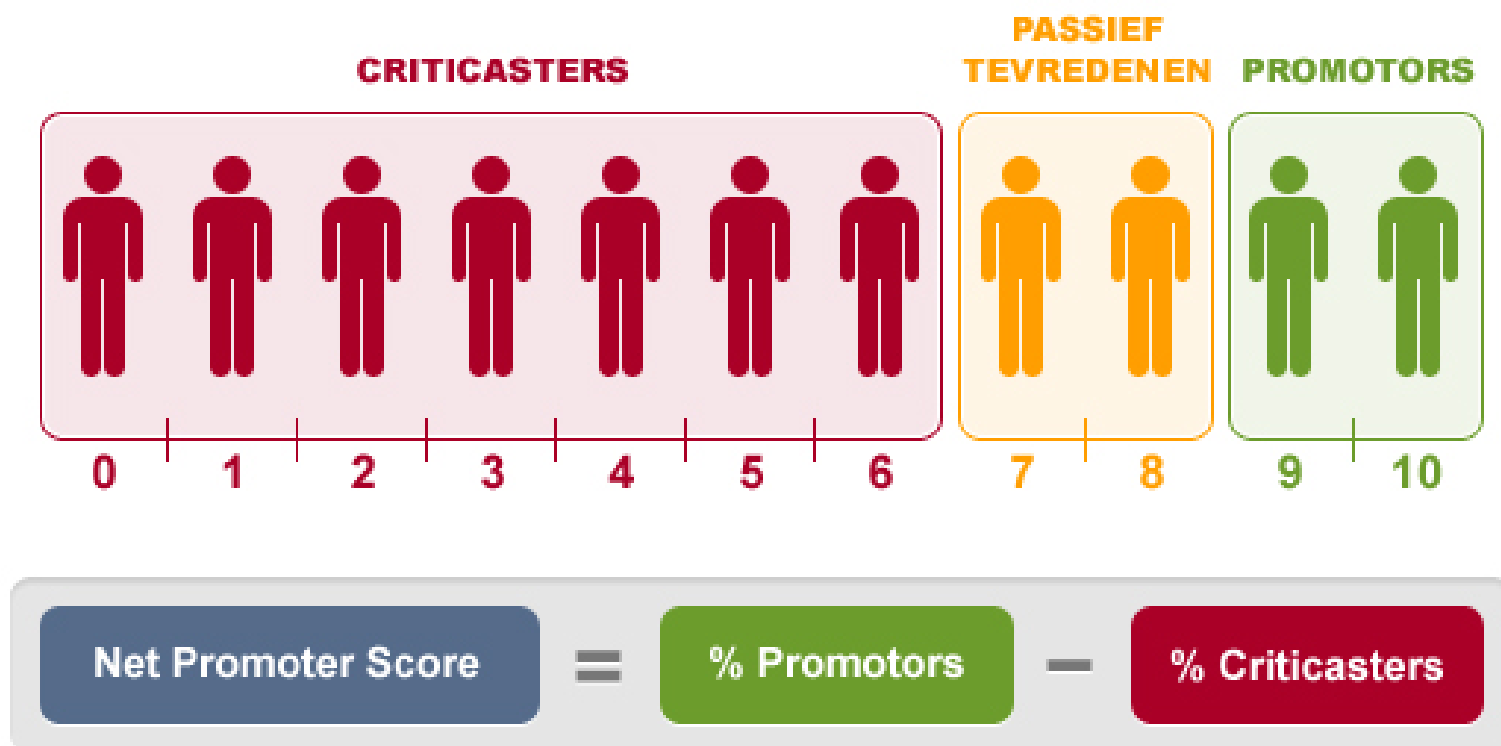 CRITICASTERS
PASSIEF
TEVREDENEN
PROMOTORS
0 1 2 3 4 5 6 7 8 9 10
Net Promoter Score = % Promotors – % Criticasters